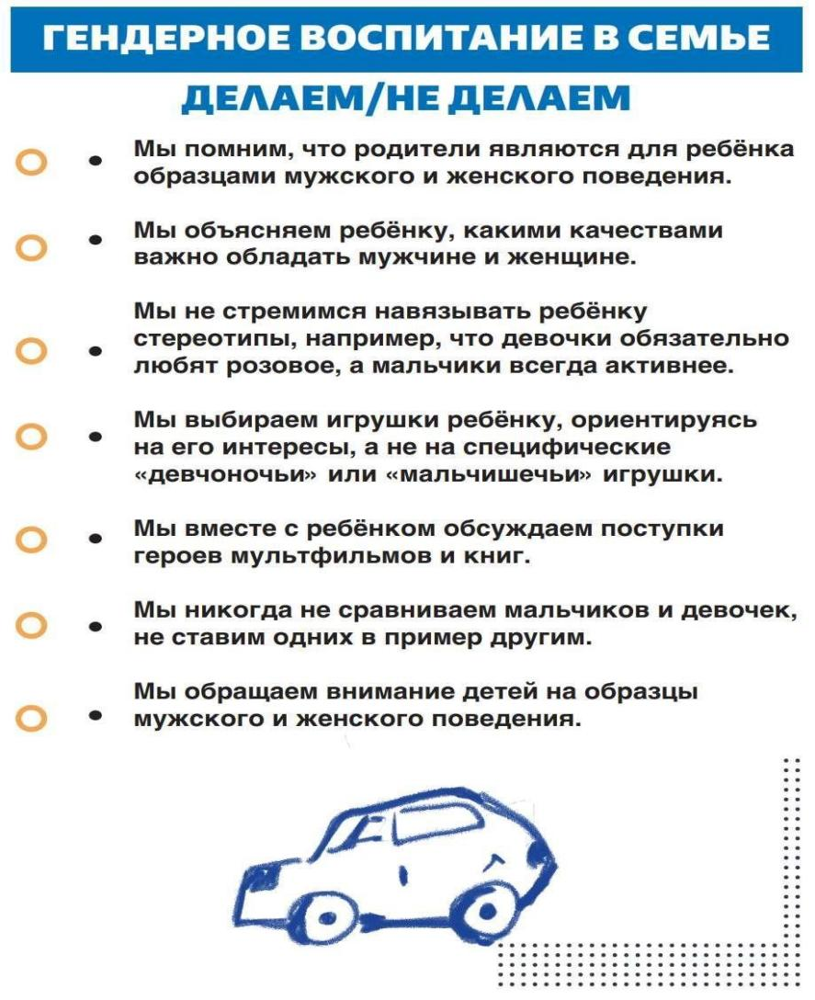 ГЕНДЕРНОЕ ВОСПИТАНИЕ В СЕМЬЕ
ДЕЛАЕМ/НЕ ДЕЛАЕМ
• Мы помним, что родители являются для ребёнка
образцами мужского и женского поведения.
• Мы объясняем ребёнку, какими качествами
важно обладать мужчине и женщине.
Мы не стремимся навязывать ребёнку
стереотипы, например, что девочки обязательно
• любят розовое, а мальчики всегда активнее.
Мы выбираем игрушки ребёнку, ориентируясь
• на его интересы, а не на специфические
«девчоночьи» или «мальчишечьи» игрушки.
• Мы вместе с ребёнком обсуждаем поступки
героев мультфильмов и книг.
• Мы никогда не сравниваем мальчиков и девочек,
не ставим одних в пример другим.
Мы обращаем внимание детей на образцы
• мужского и женского поведения.